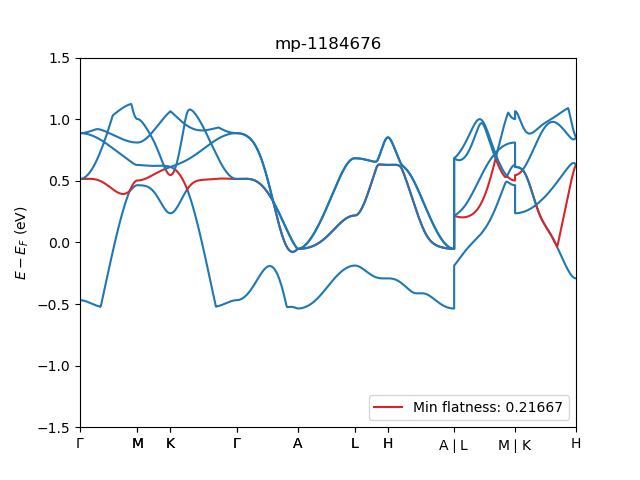 mp-1184676
1.5
1.0
0.5
0.0
−0.5
−1.0
−1.5
E − E_F (eV)
Min flatness: 0.21667
Γ M K Γ A L H A | L M | K H